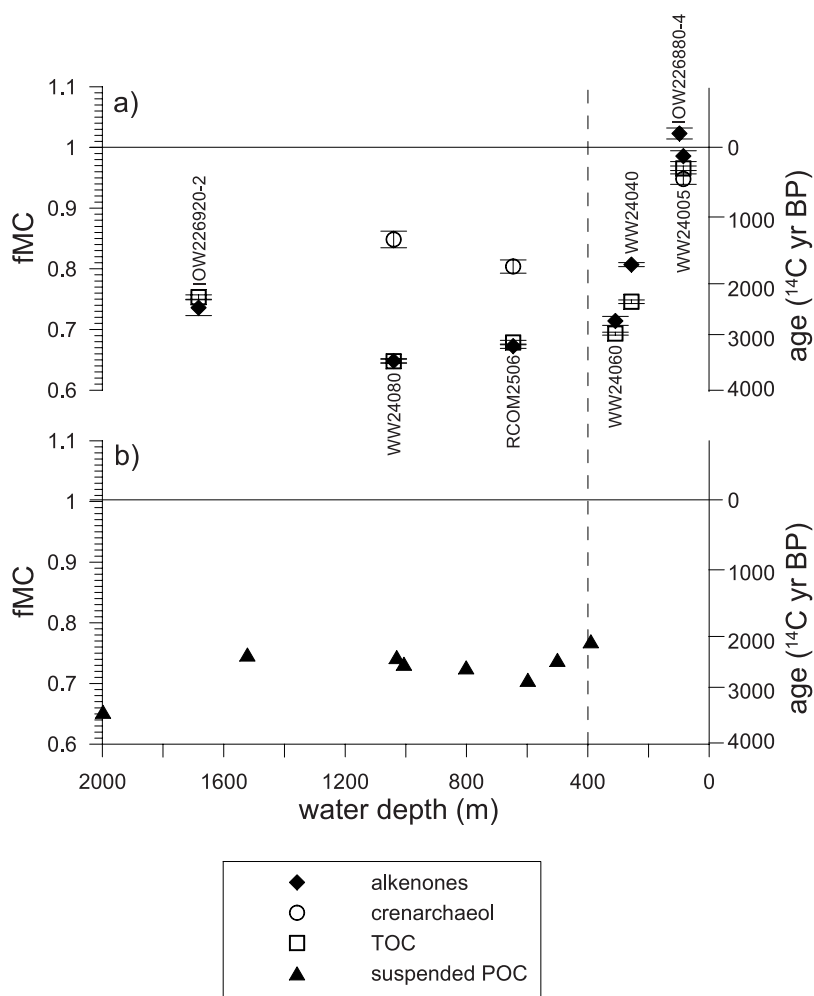 a)
1.1
1
0.9
0.8
0.7
0.6
fMC
IOW226920-2
WW24080
RCOM25061
WW24060
WW24040
WW24005
IOW226880-4
0
1000
2000
3000
4000
age (¹⁴C yr BP)
b)
1.1
1
0.9
0.8
0.7
0.6
fMC
0
1000
2000
3000
4000
age (¹⁴C yr BP)
2000
1600
1200
800
400
0
water depth (m)
alkenones
crenarchaeol
TOC
suspended POC